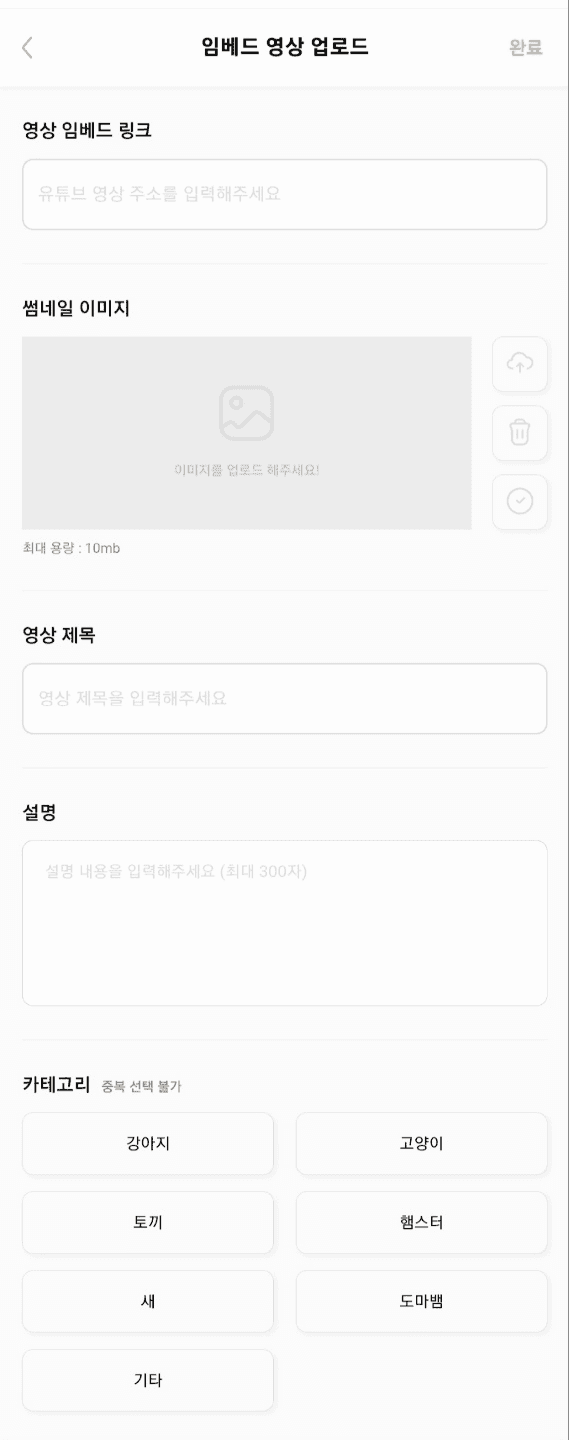 임베드 영상 업로드 완료
영상 임베드 링크
유튜브 영상 주소를 입력해주세요
썸네일 이미지
이미지를 업로드 해주세요!
최대 용량 : 10mb
영상 제목
영상 제목을 입력해주세요
설명
설명 내용을 입력해주세요 (최대 300자)
카테고리 중복 선택 불가
강아지 고양이
토끼 햄스터
새 도마뱀
기타